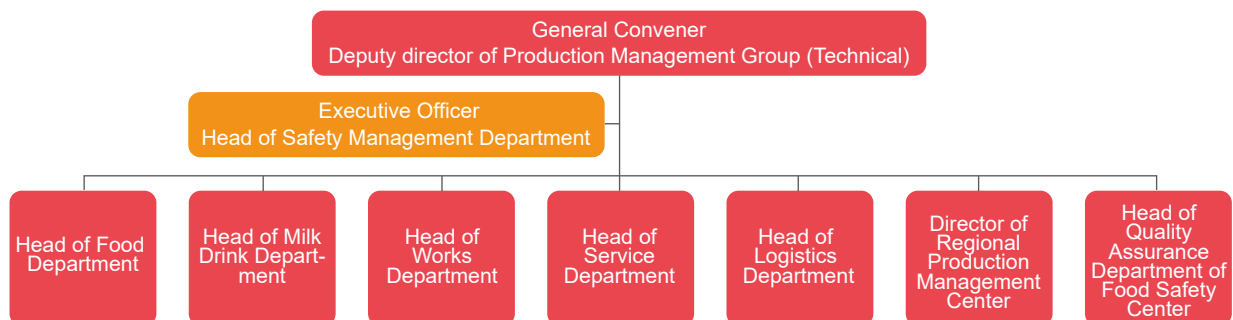 General Convener
Deputy director of Production Management Group (Technical)
Executive Officer
Head of Safety Management Department
Head of Food
Department
Head of Milk
Drink Depart-
ment
Head of
Works
Department
Head of
Service
Department
Head of
Logistics
Department
Director of
Regional
Production
Management
Center
Head of
Quality
Assurance
Department of
Food Safety
Center